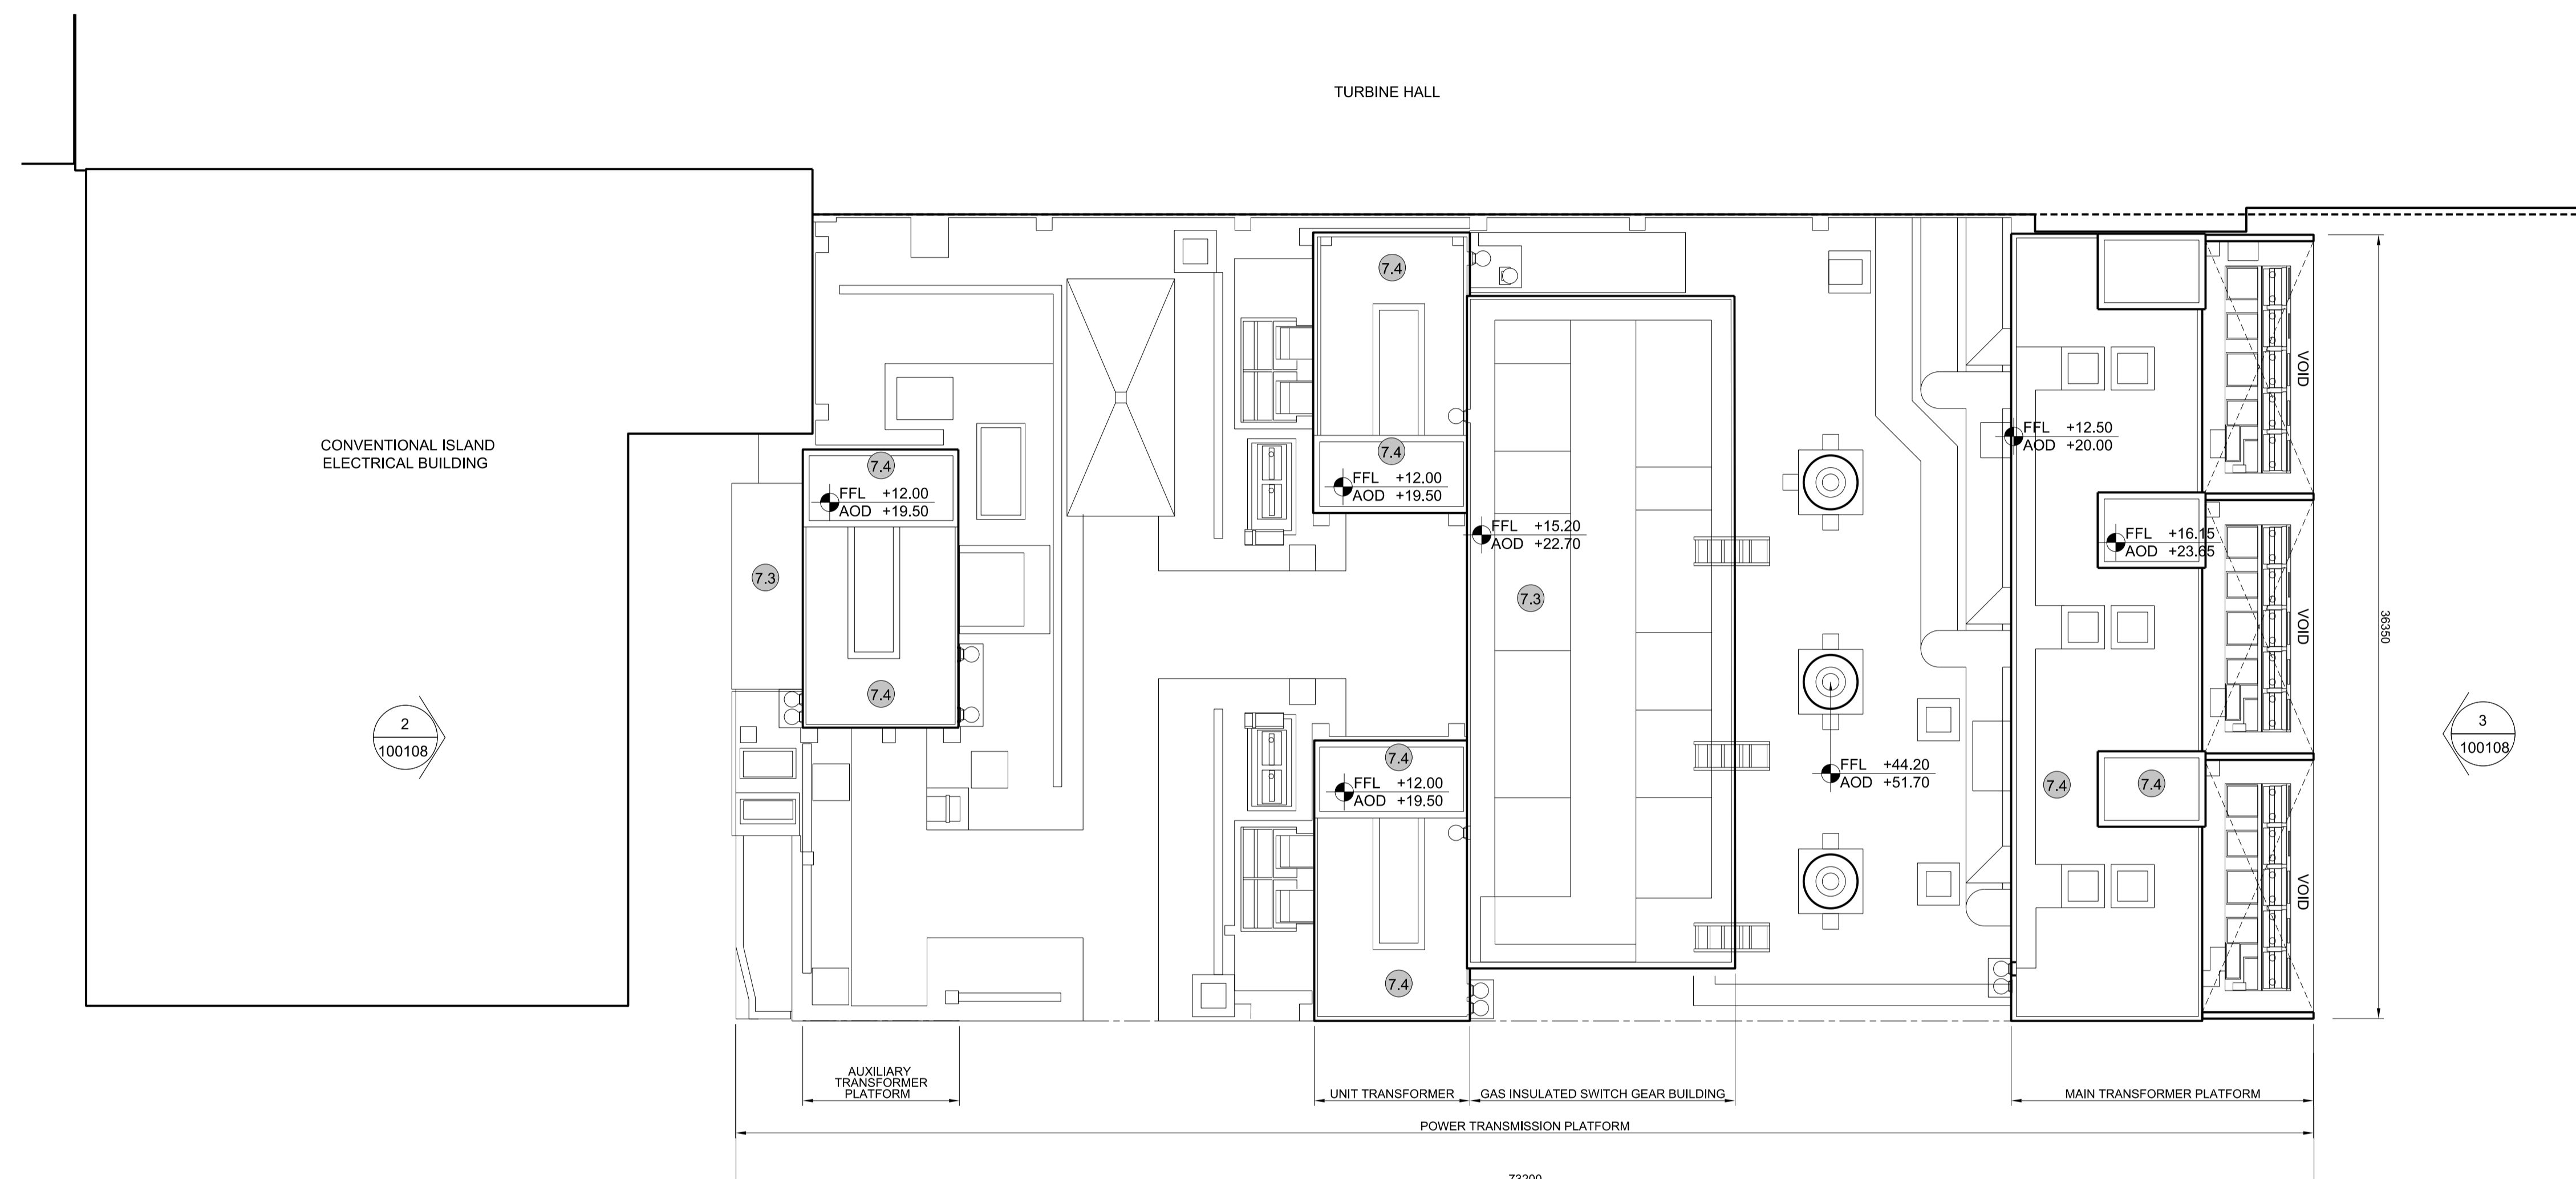 TURBINE HALL
CONVENTIONAL ISLAND
ELECTRICAL BUILDING
2
100108
7.3
7.4
FFL +12.00
AOD +19.50
7.4
7.4
7.4
FFL +12.00
AOD +19.50
7.4
FFL +12.00
AOD +19.50
7.4
FFL +15.20
AOD +22.70
7.3
FFL +44.20
AOD +51.70
FFL +12.50
AOD +20.00
FFL +16.15
AOD +23.65
7.4
7.4
VOID
VOID
VOID
36350
3
100108
AUXILIARY
TRANSFORMER
PLATFORM
UNIT TRANSFORMER
GAS INSULATED SWITCH GEAR BUILDING
MAIN TRANSFORMER PLATFORM
POWER TRANSMISSION PLATFORM
73200